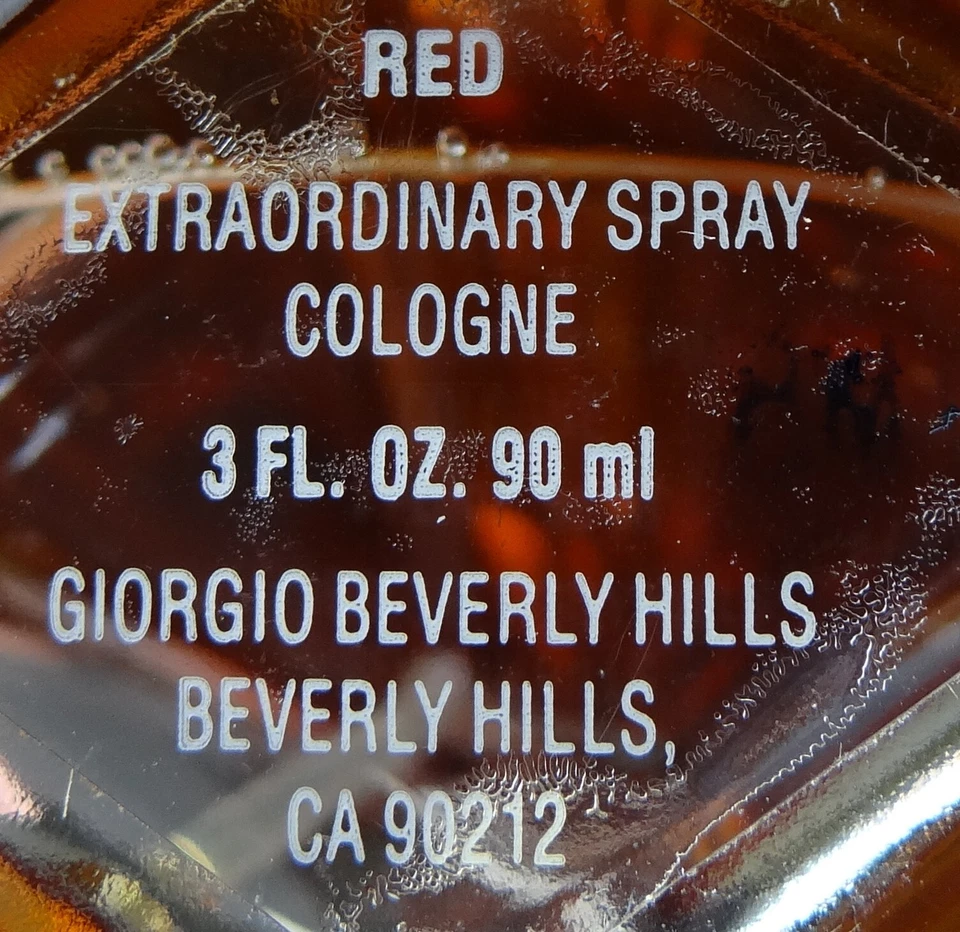 RED
EXTRAORDINARY SPRAY
COLOGNE
3 FL. OZ. 90 ml
GIORGIO BEVERLY HILLS
BEVERLY HILLS,
CA 90212